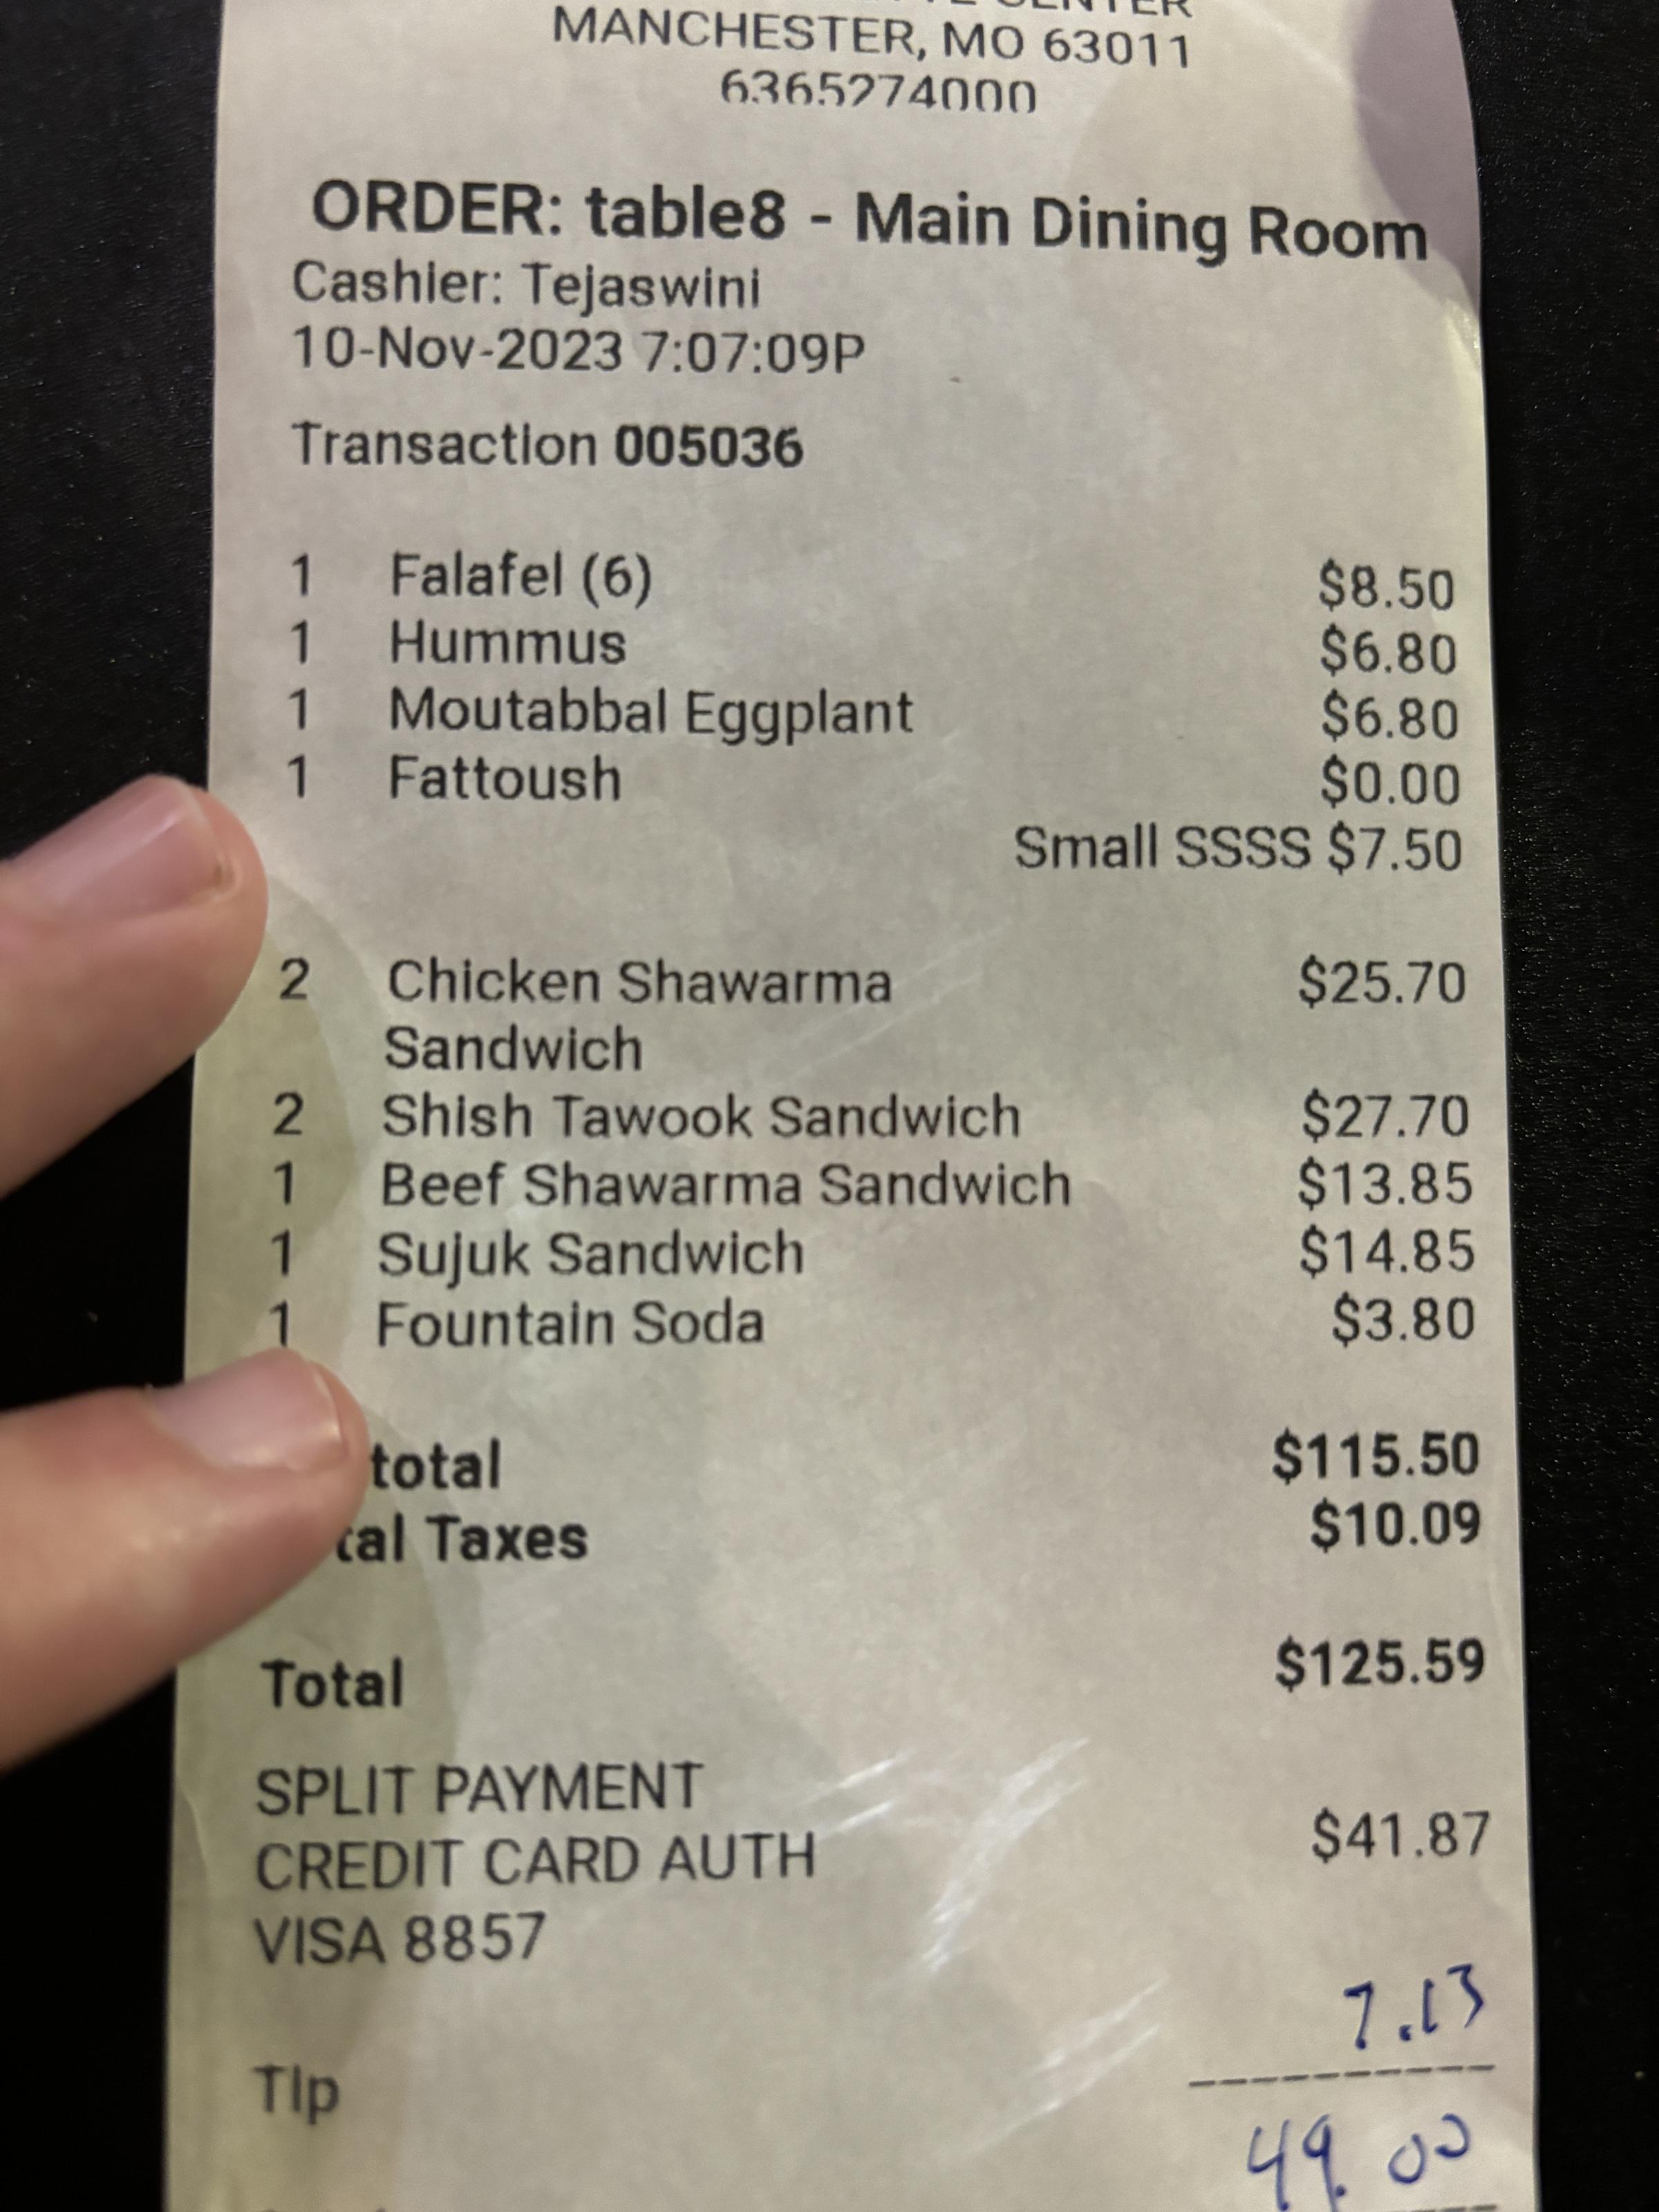 CENTER
MANCHESTER, MO 63011
6365274000
ORDER: table8 - Main Dining Room
Cashier: Tejaswini
10-Nov-2023 7:07:09P
Transaction 005036
1 Falafel (6) $8.50
1 Hummus $6.80
1 Moutabbal Eggplant $6.80
1 Fattoush $0.00
Small SSSS $7.50
2 Chicken Shawarma $25.70
Sandwich
2 Shish Tawook Sandwich $27.70
1 Beef Shawarma Sandwich $13.85
1 Sujuk Sandwich $14.85
1 Fountain Soda $3.80
total $115.50
tal Taxes $10.09
Total $125.59
SPLIT PAYMENT
CREDIT CARD AUTH $41.87
VISA 8857
7.13
Tip
49.00